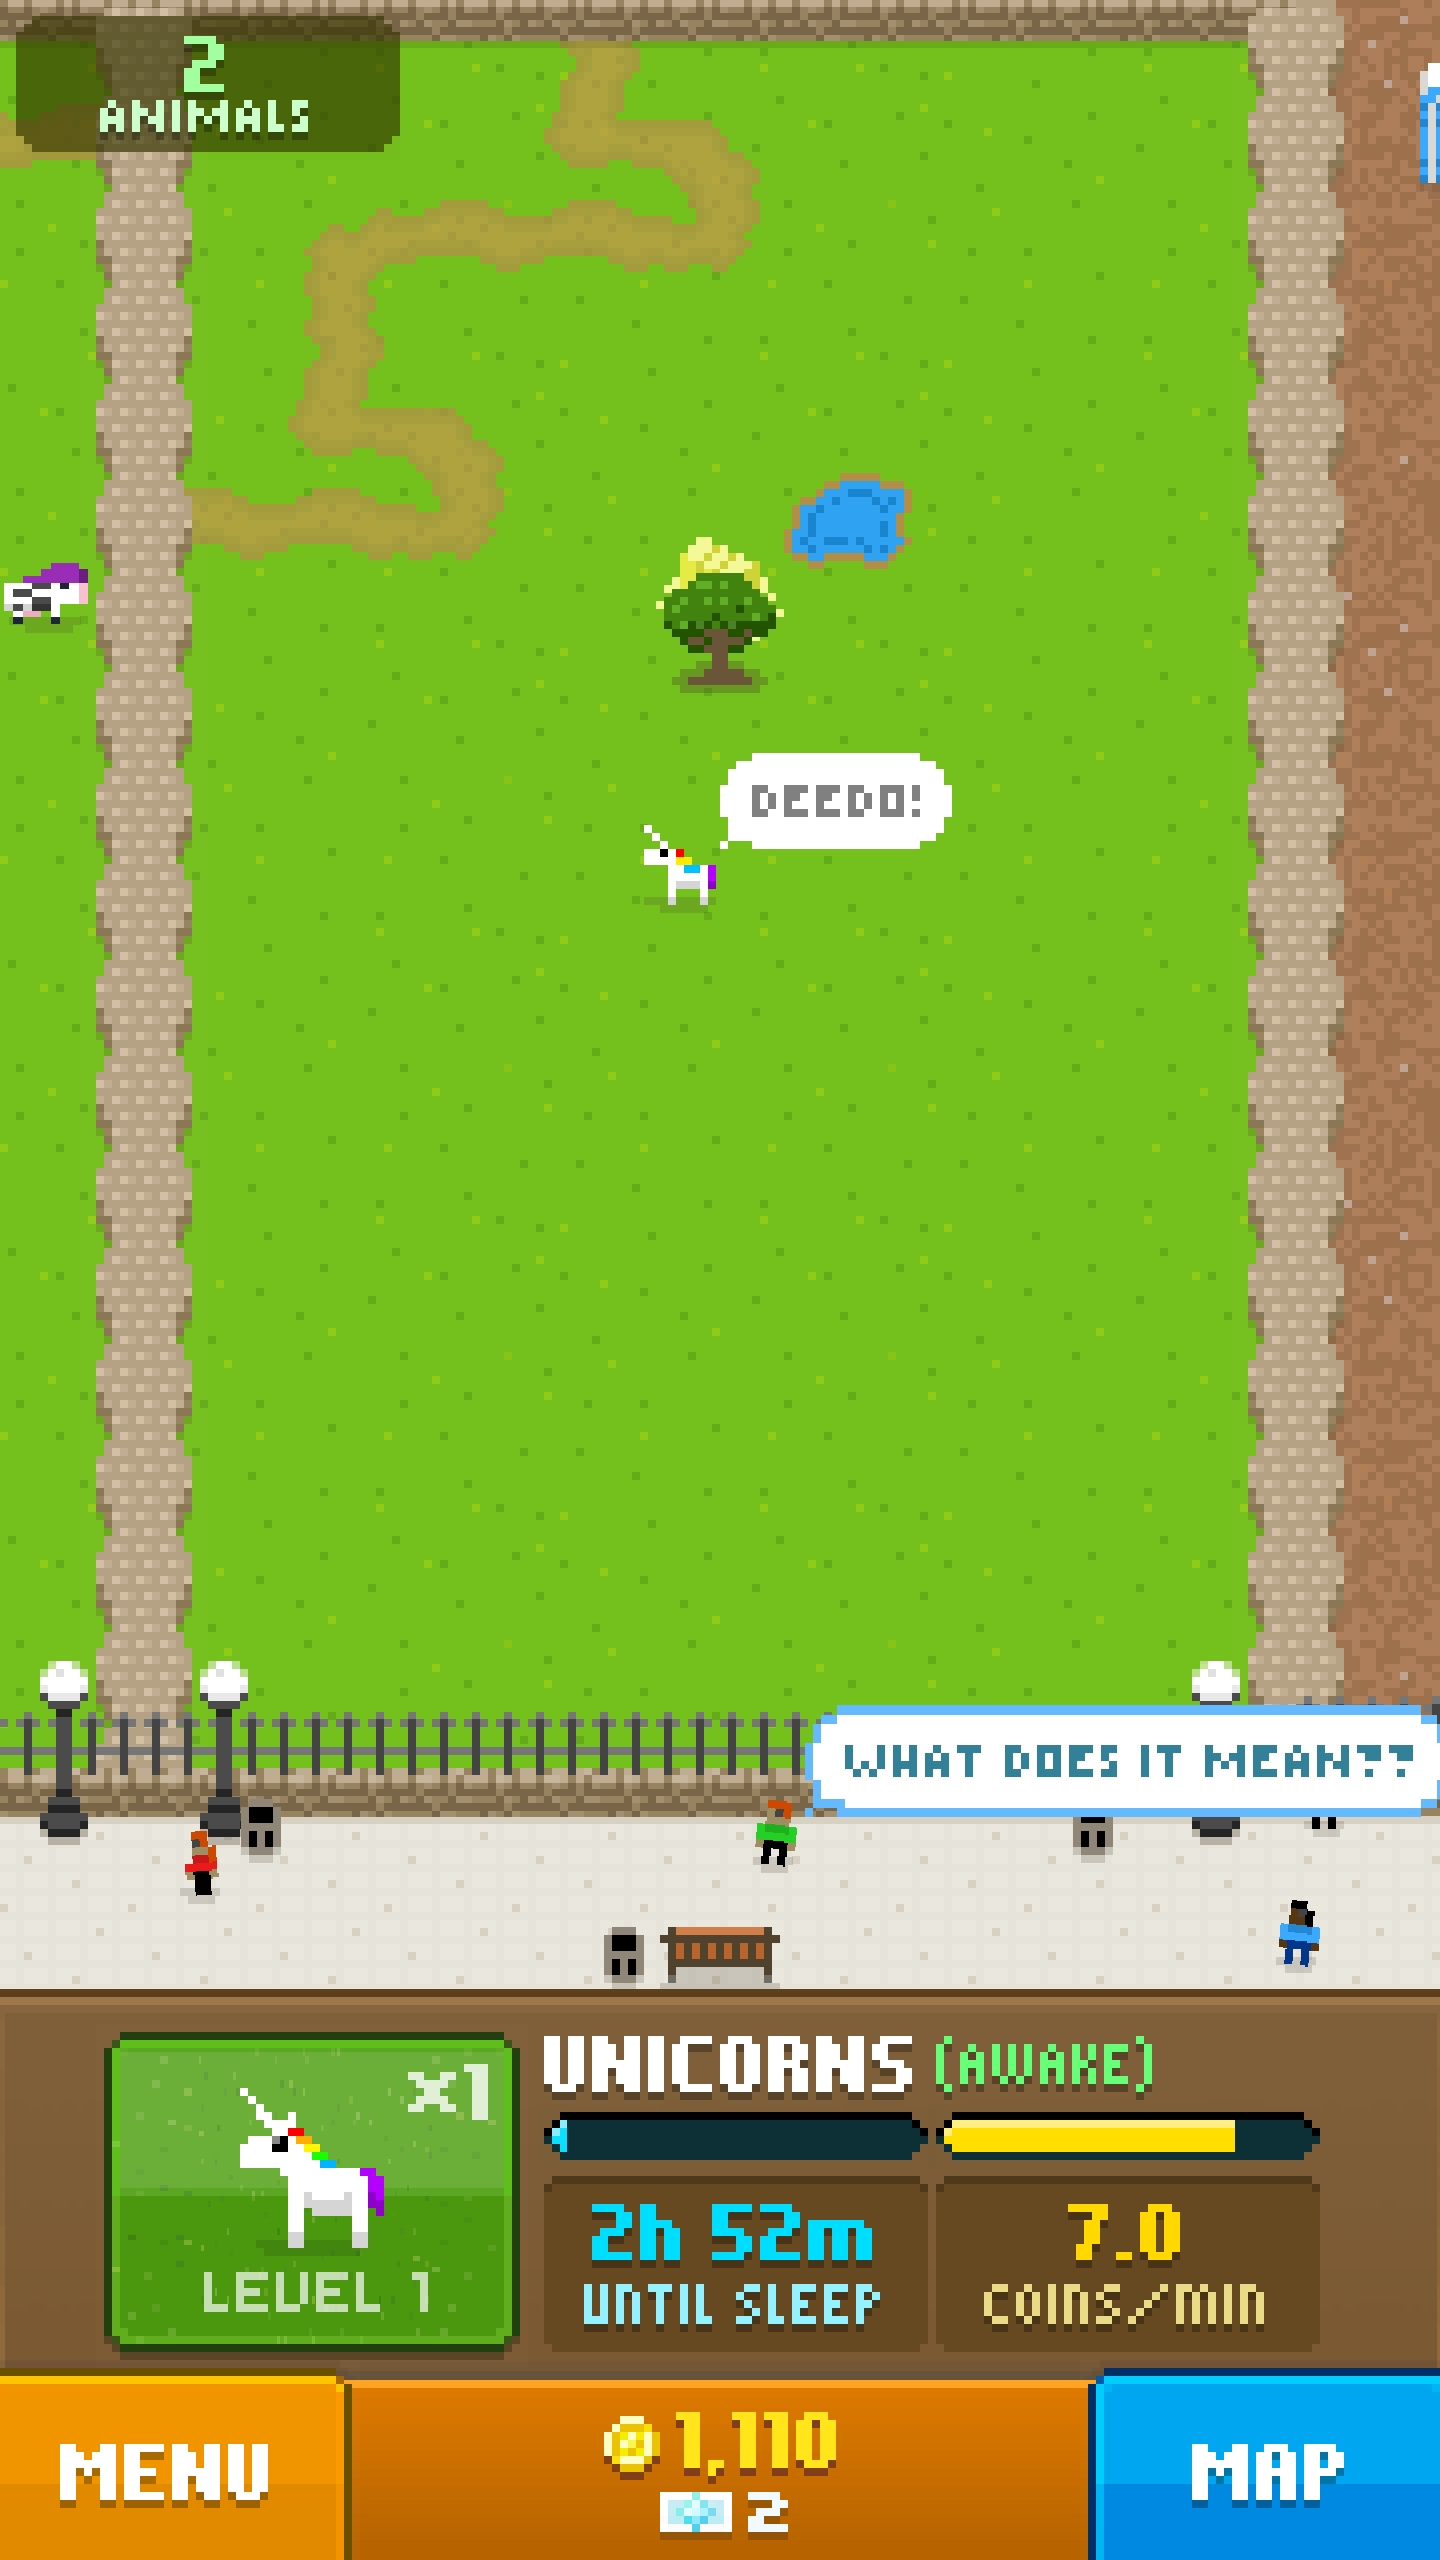 2
ANIMALS
DEEDO!
WHAT DOES IT MEAN??
x1
LEVEL 1
UNICORNS (AWAKE)
2h 52m
UNTIL SLEEP
7.0
COINS/MIN
MENU
1,110
2
MAP